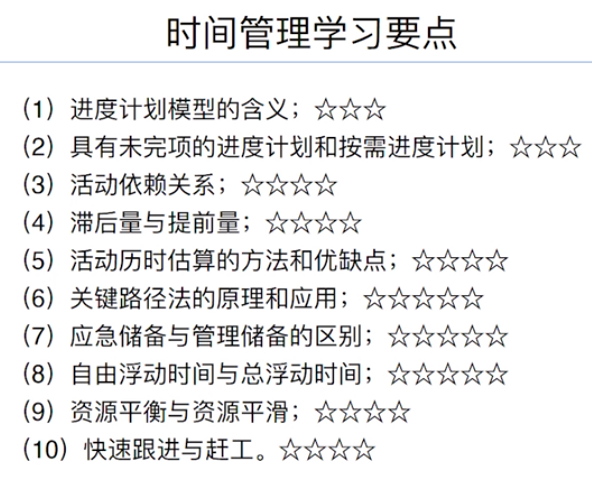 时间管理学习要点
（1）进度计划模型的含义；☆☆☆
（2）具有未完项的进度计划和按需进度计划；☆☆☆
（3）活动依赖关系；☆☆☆☆
（4）滞后量与提前量；☆☆☆☆
（5）活动历时估算的方法和优缺点；☆☆☆☆
（6）关键路径法的原理和应用；☆☆☆☆☆
（7）应急储备与管理储备的区别；☆☆☆☆☆
（8）自由浮动时间与总浮动时间；☆☆☆☆☆
（9）资源平衡与资源平滑；☆☆☆☆
（10）快速跟进与赶工。☆☆☆☆